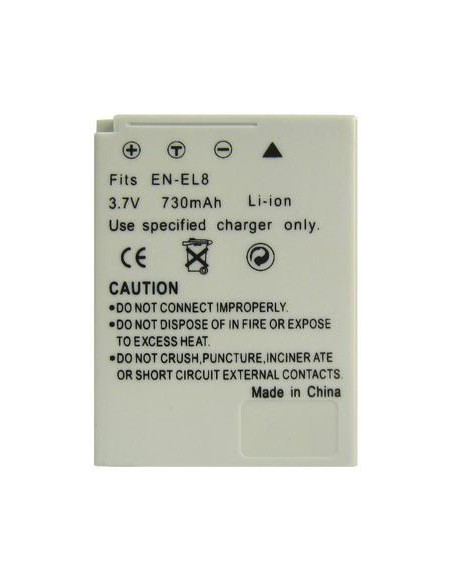 + T - ▲
Fits EN-EL8
3.7V 730mAh Li-ion
Use specified charger only.
CE
CAUTION
•DO NOT CONNECT IMPROPERLY.
•DO NOT DISPOSE OF IN FIRE OR EXPOSE
TO EXCESS HEAT.
•DO NOT CRUSH,PUNCTURE,INCINER ATE
OR SHORT CIRCUIT EXTERNAL CONTACTS.
Made in China